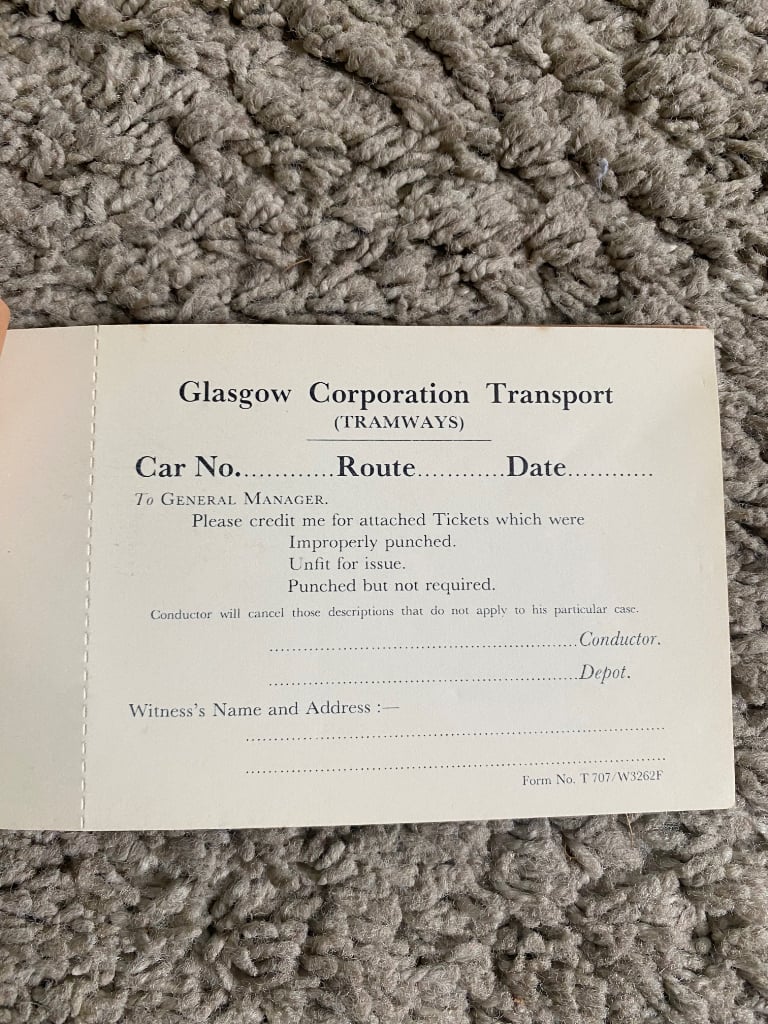 Glasgow Corporation Transport
(TRAMWAYS)
Car No............Route...........Date............
To GENERAL MANAGER.
Please credit me for attached Tickets which were
Improperly punched.
Unfit for issue.
Punched but not required.
Conductor will cancel those descriptions that do not apply to his particular case.
............................................................Conductor.
............................................................Depot.
Witness's Name and Address :—
................................................................................
................................................................................
Form No. T 707/W3262F